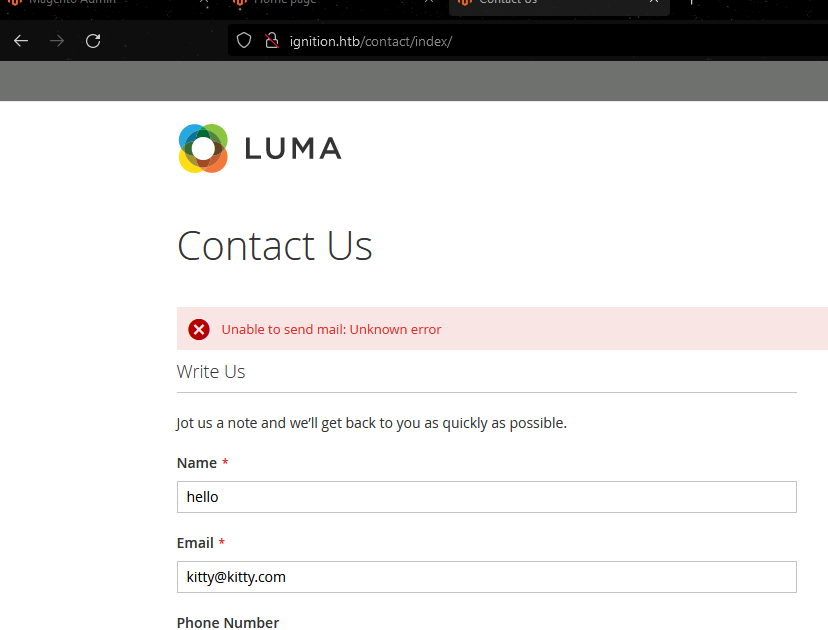 Magento Admin
Home page
Contact Us
ignition.htb/contact/index/
LUMA
Contact Us
Unable to send mail: Unknown error
Write Us
Jot us a note and we’ll get back to you as quickly as possible.
Name *
hello
Email *
kitty@kitty.com
Phone Number